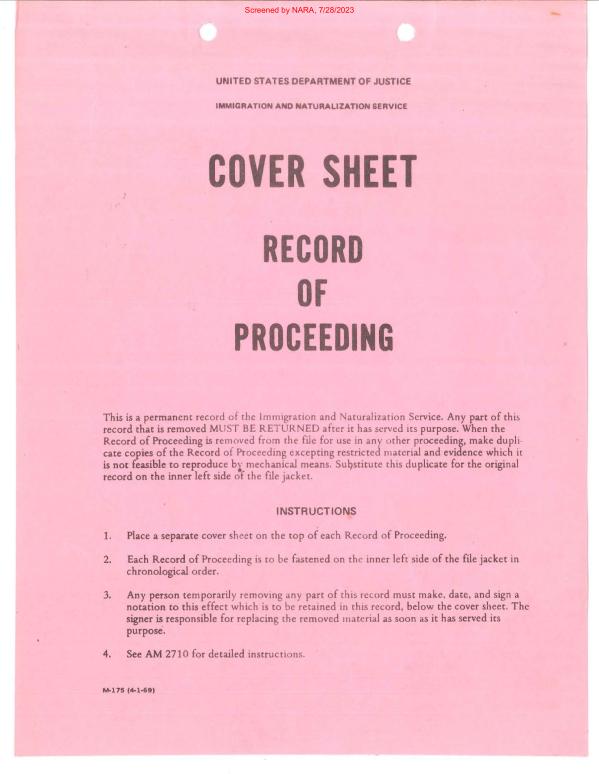 Screened by NARA, 7/28/2023
UNITED STATES DEPARTMENT OF JUSTICE
IMMIGRATION AND NATURALIZATION SERVICE
COVER SHEET
RECORD
OF
PROCEEDING
This is a permanent record of the Immigration and Naturalization Service. Any part of this
record that is removed MUST BE RETURNED after it has served its purpose. When the
Record of Proceeding is removed from the file for use in any other proceeding, make dupli-
cate copies of the Record of Proceeding excepting restricted material and evidence which it
is not feasible to reproduce by mechanical means. Substitute this duplicate for the original
record on the inner left side of the file jacket.
INSTRUCTIONS
1. Place a separate cover sheet on the top of each Record of Proceeding.
2. Each Record of Proceeding is to be fastened on the inner left side of the file jacket in
chronological order.
3. Any person temporarily removing any part of this record must make, date, and sign a
notation to this effect which is to be retained in this record, below the cover sheet. The
signer is responsible for replacing the removed material as soon as it has served its
purpose.
4. See AM 2710 for detailed instructions.
M-175 (4-1-69)